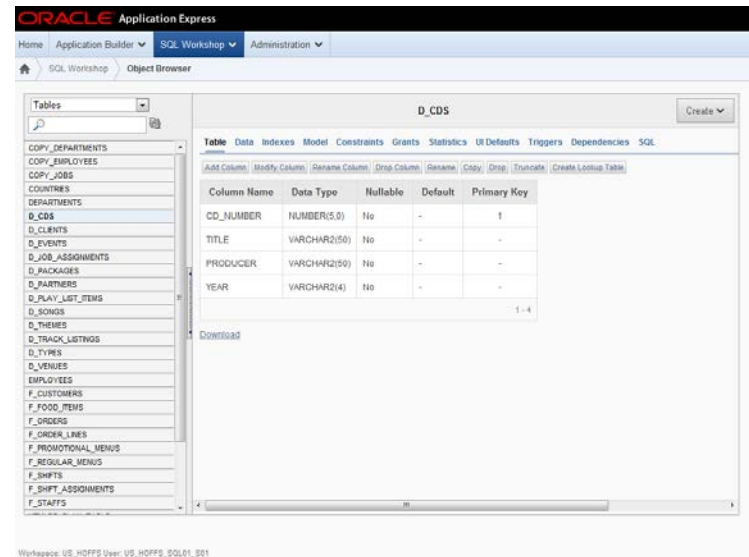 ORACLE Application Express
Home Application Builder SQL Workshop Administration
SQL Workshop Object Browser
Tables
D_CDS
Create
Table Data Indexes Model Constraints Grants Statistics UI Defaults Triggers Dependencies SQL
Add Column Modify Column Rename Column Drop Column Rename Copy Drop Truncate Create Lookup Table
Column Name Data Type Nullable Default Primary Key
CD_NUMBER NUMBER(5,0) No - 1
TITLE VARCHAR2(50) No - -
PRODUCER VARCHAR2(50) No - -
YEAR VARCHAR2(4) No - -
1 - 4
Download
COPY_DEPARTMENTS
COPY_EMPLOYEES
COPY_JOBS
COUNTRIES
DEPARTMENTS
D_CDS
D_CLIENTS
D_EVENTS
D_JOB_ASSIGNMENTS
D_PACKAGES
D_PARTNERS
D_PLAY_LIST_ITEMS
D_SONGS
D_THEMES
D_TRACK_LISTINGS
D_TYPES
D_VENUES
EMPLOYEES
F_CUSTOMERS
F_FOOD_ITEMS
F_ORDERS
F_ORDER_LINES
F_PROMOTIONAL_MENUS
F_REGULAR_MENUS
F_SHIFTS
F_SHIFT_ASSIGNMENTS
F_STAFFS
Workspace: US_HOFFS User: US_HOFFS_SQL01_S01